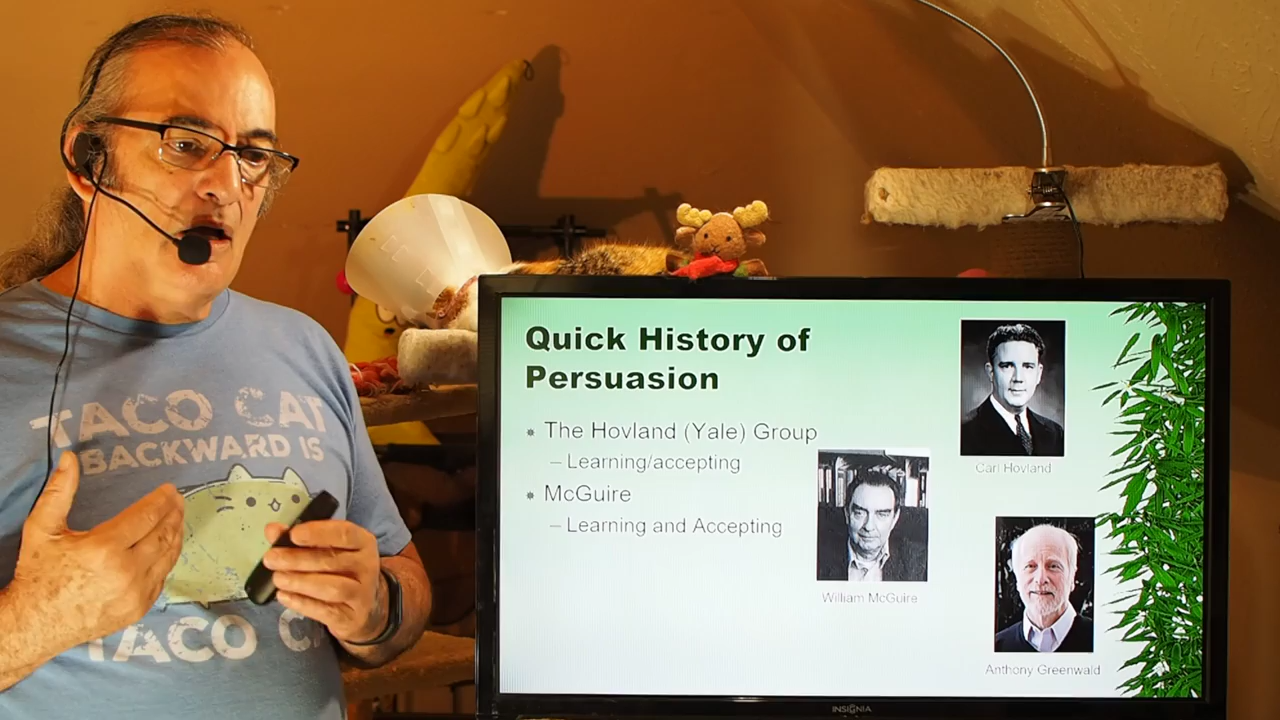 TACO CAT
BACKWARD IS
TACO C
Quick History of
Persuasion
The Hovland (Yale) Group
– Learning/accepting
McGuire
– Learning and Accepting
Carl Hovland
William McGuire
Anthony Greenwald
INSIGNIA